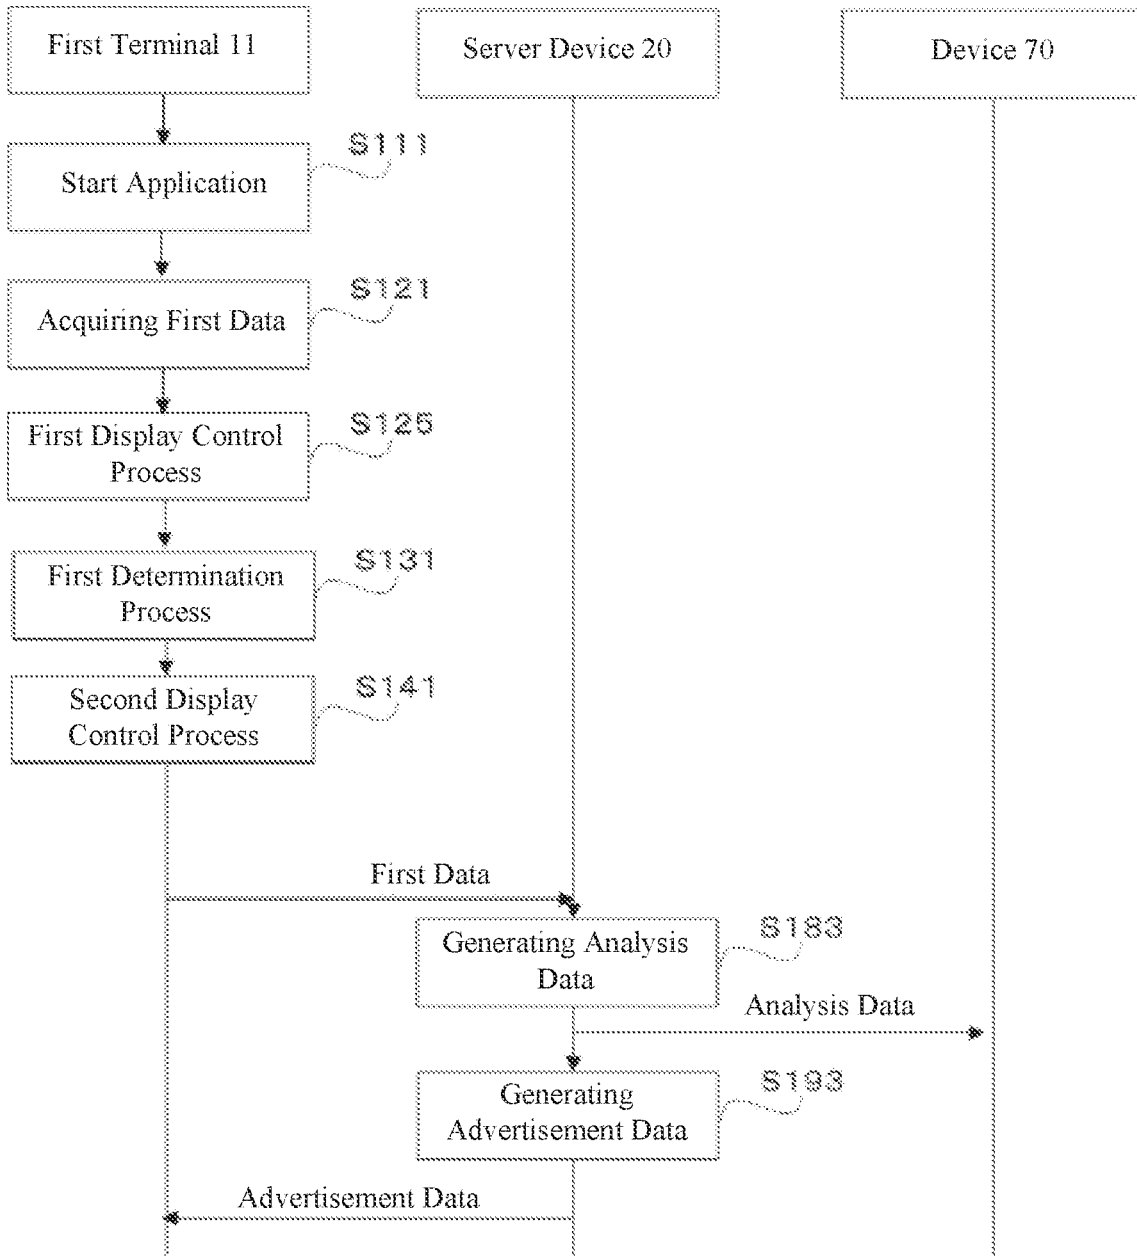 First Terminal 11
Server Device 20
Device 70
S111
Start Application
S121
Acquiring First Data
S125
First Display Control
Process
S131
First Determination
Process
S141
Second Display
Control Process
First Data
S183
Generating Analysis
Data
Analysis Data
S193
Generating
Advertisement Data
Advertisement Data